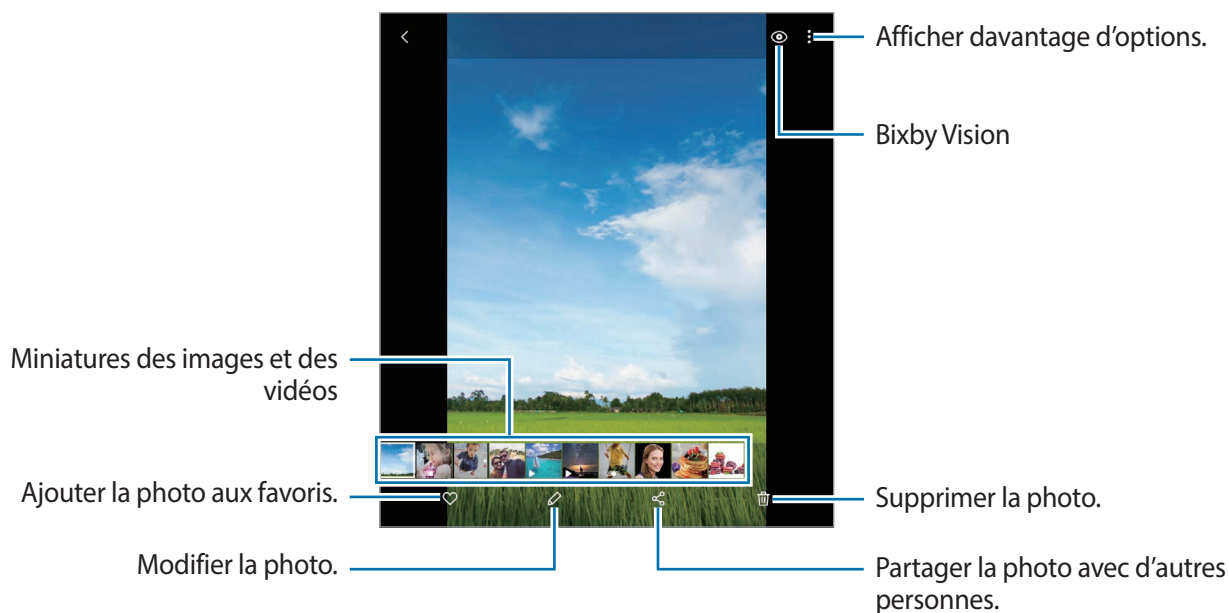 Afficher davantage d'options.
Bixby Vision
Miniatures des images et des
vidéos
Ajouter la photo aux favoris.
Supprimer la photo.
Modifier la photo.
Partager la photo avec d'autres
personnes.